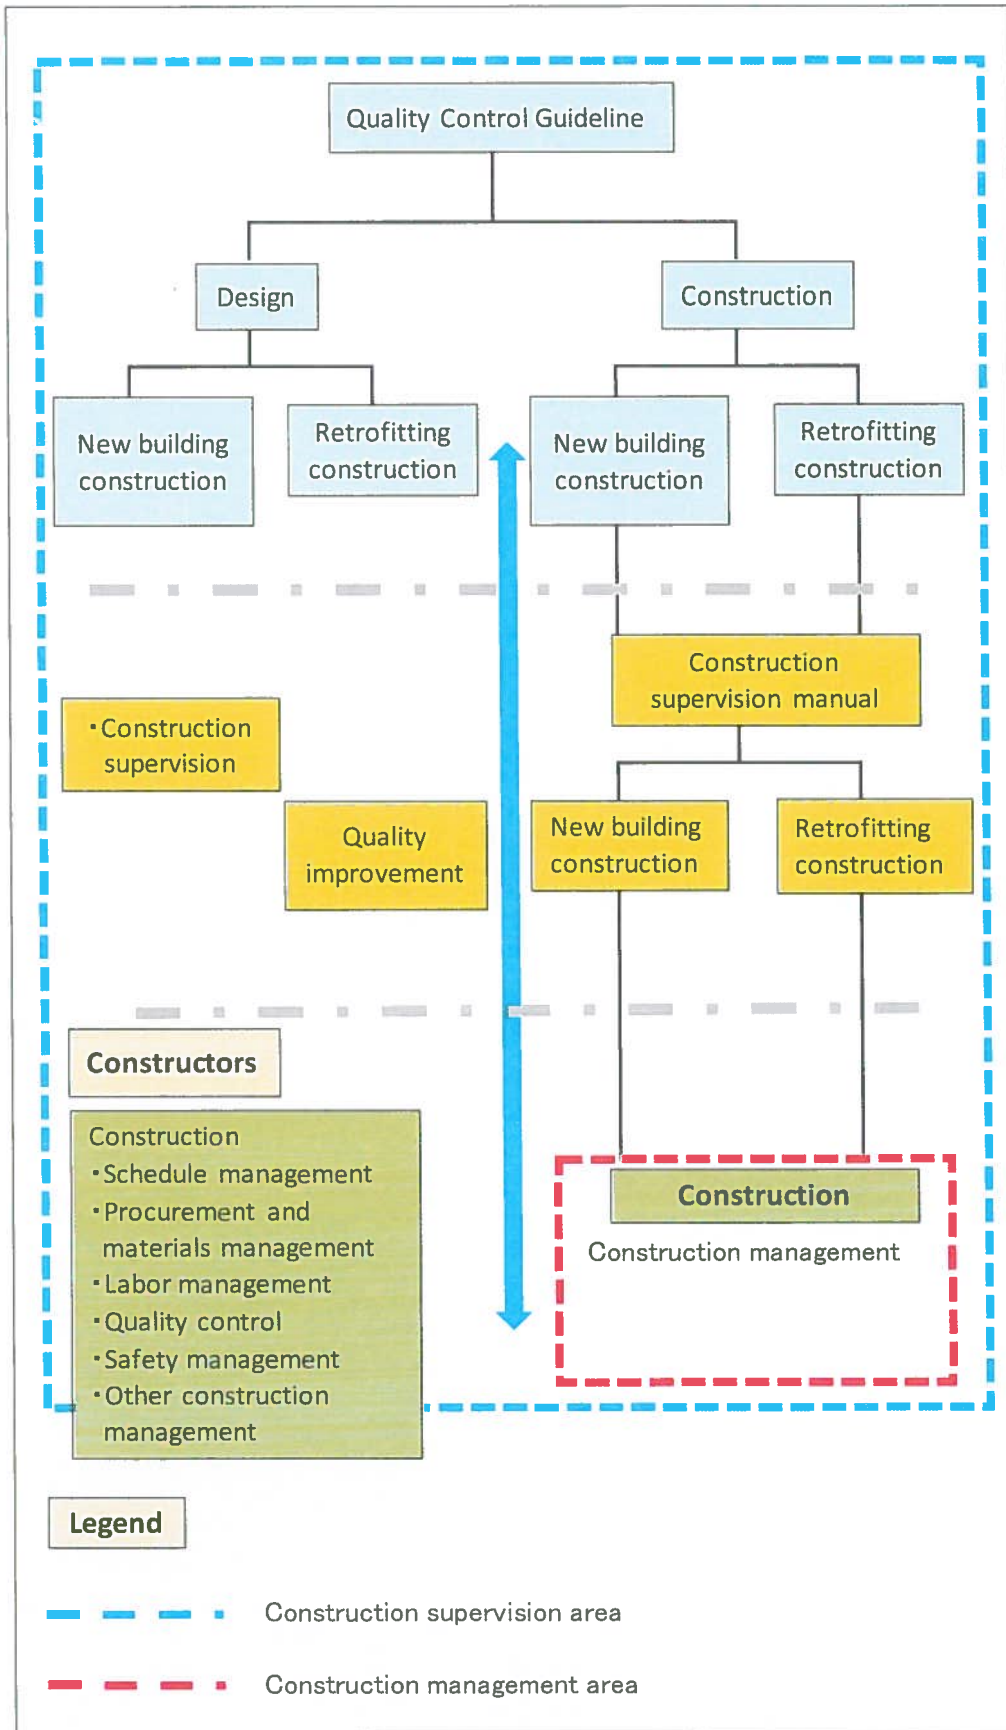 Quality Control Guideline
Design
Construction
New building
construction
Retrofitting
construction
New building
construction
Retrofitting
construction
Construction
supervision manual
・Construction
supervision
Quality
improvement
New building
construction
Retrofitting
construction
Constructors
Construction
・Schedule management
・Procurement and
materials management
・Labor management
・Quality control
・Safety management
・Other construction
management
Construction
Construction management
Legend
Construction supervision area
Construction management area